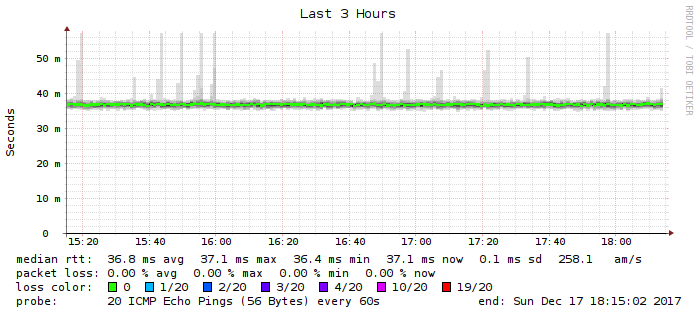 Last 3 Hours
RRDTOOL / TOBI OETIKER
Seconds
50 m
40 m
30 m
20 m
10 m
0
15:20 15:40 16:00 16:20 16:40 17:00 17:20 17:40 18:00
median rtt: 36.8 ms avg 37.1 ms max 36.4 ms min 37.1 ms now 0.1 ms sd 258.1 am/s
packet loss: 0.00 % avg 0.00 % max 0.00 % min 0.00 % now
loss color: 0 1/20 2/20 3/20 4/20 10/20 19/20
probe: 20 ICMP Echo Pings (56 Bytes) every 60s end: Sun Dec 17 18:15:02 2017